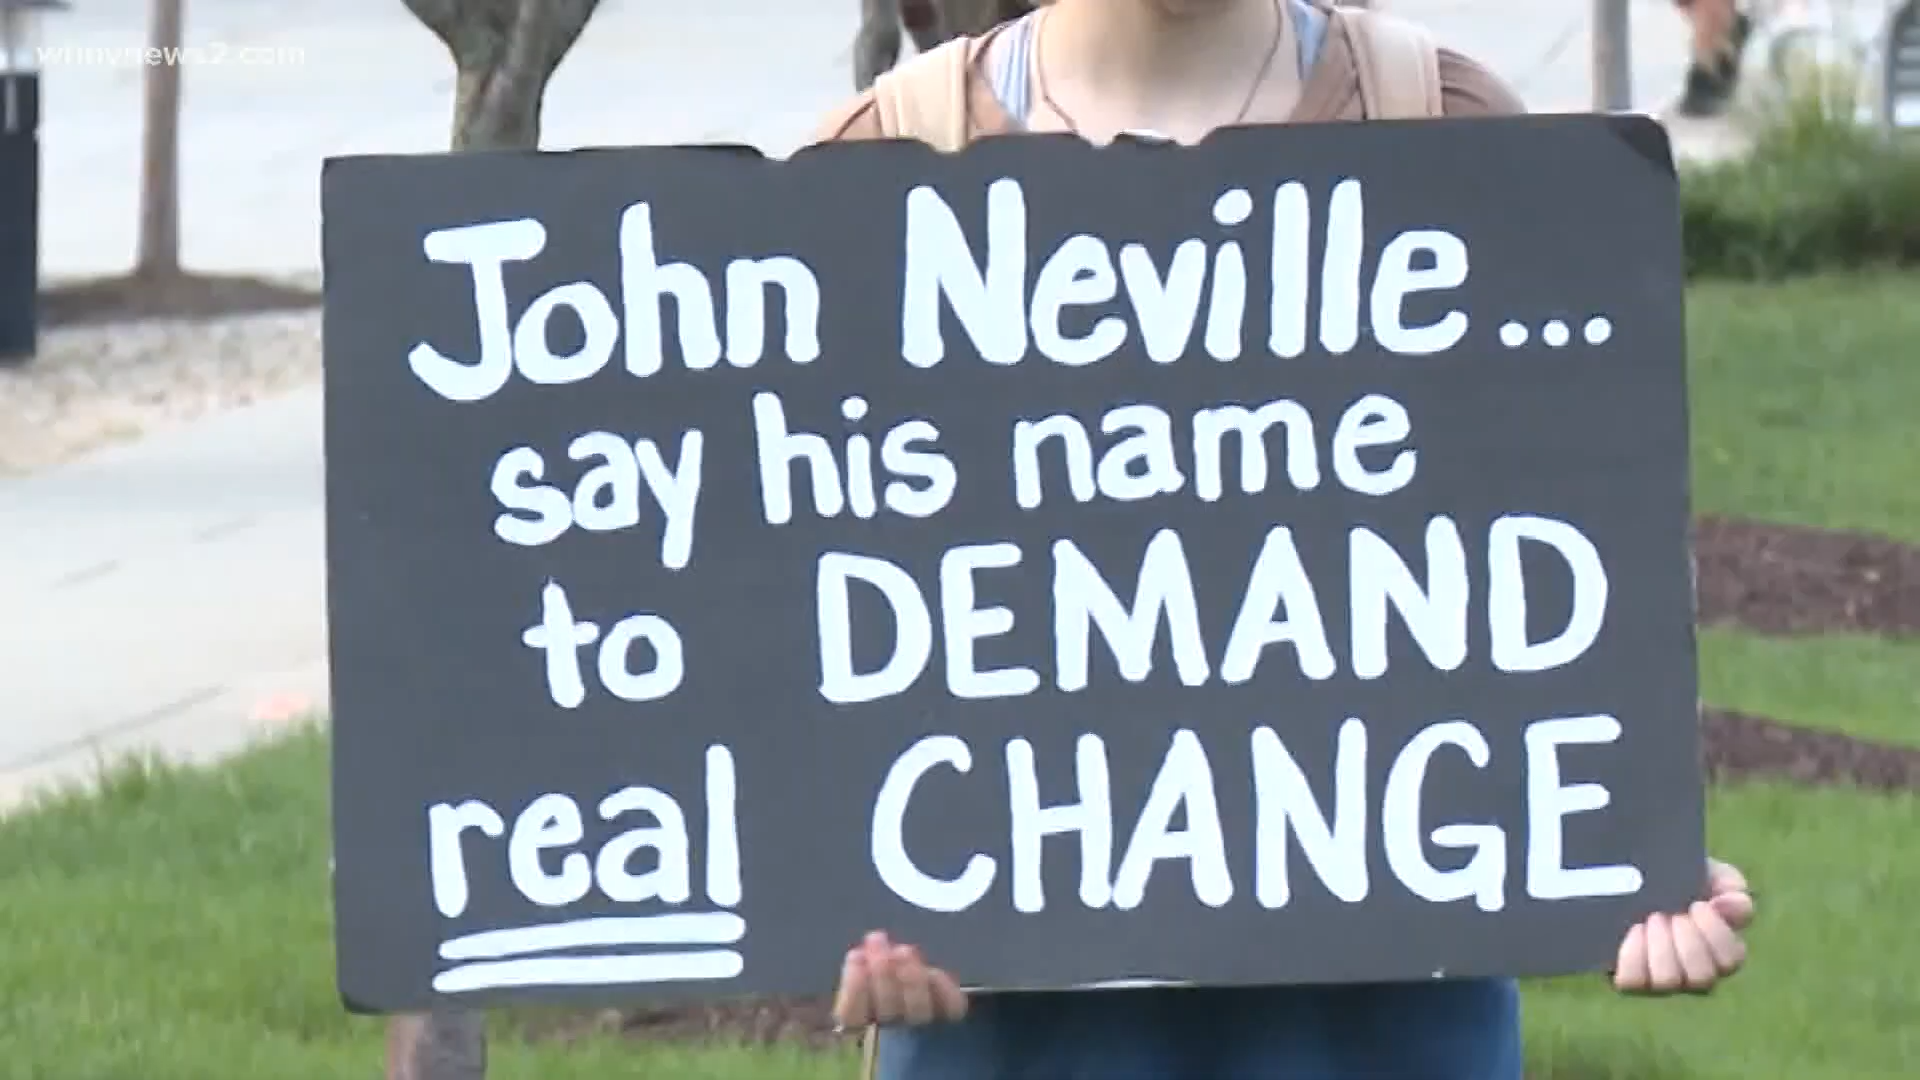 wfmynews2.com
John Neville...
say his name
to DEMAND
real CHANGE